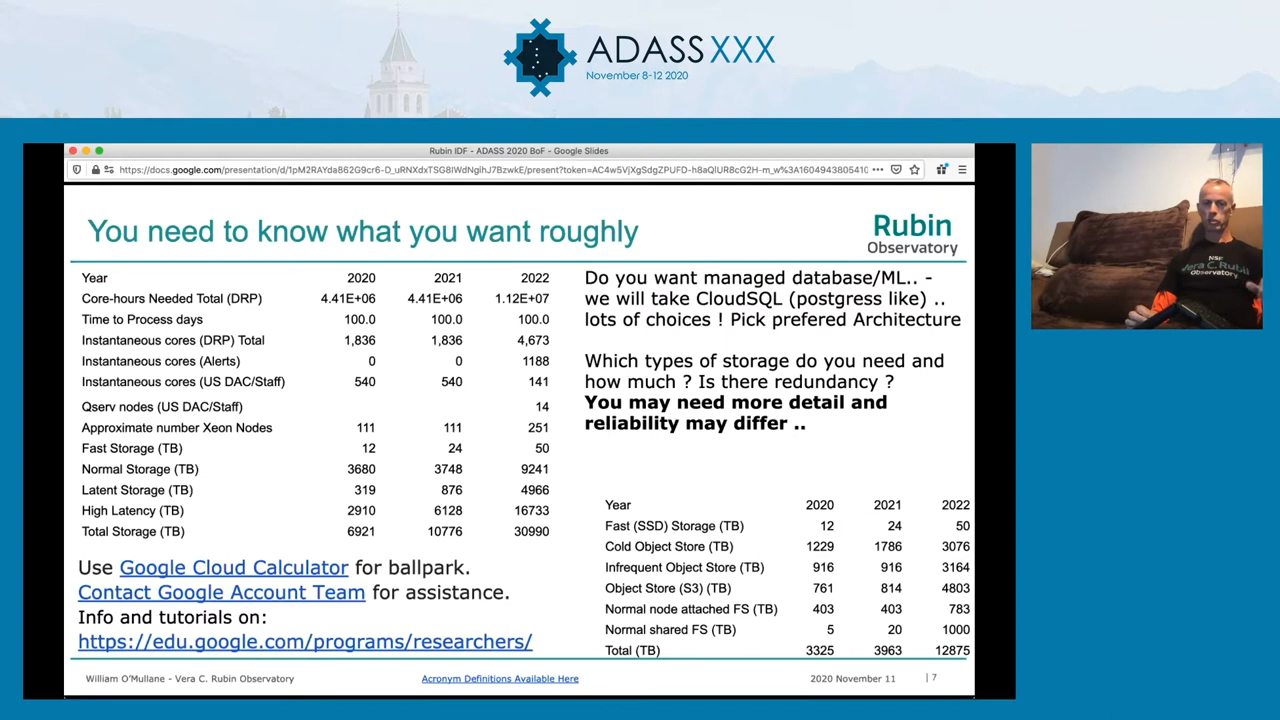 ADASS XXX
November 8-12 2020
Rubin IDF - ADASS 2020 BoF - Google Slides
You need to know what you want roughly
Rubin
Observatory
Year 2020 2021 2022
Core-hours Needed Total (DRP) 4.41E+06 4.41E+06 1.12E+07
Time to Process days 100.0 100.0 100.0
Instantaneous cores (DRP) Total 1,836 1,836 4,673
Instantaneous cores (Alerts) 0 0 1188
Instantaneous cores (US DAC/Staff) 540 540 141
Qserv nodes (US DAC/Staff) 14
Approximate number Xeon Nodes 111 111 251
Fast Storage (TB) 12 24 50
Normal Storage (TB) 3680 3748 9241
Latent Storage (TB) 319 876 4966
High Latency (TB) 2910 6128 16733
Total Storage (TB) 6921 10776 30990
Use Google Cloud Calculator for ballpark.
Contact Google Account Team for assistance.
Info and tutorials on:
https://edu.google.com/programs/researchers/
Do you want managed database/ML.. -
we will take CloudSQL (postgress like) ..
lots of choices ! Pick prefered Architecture
Which types of storage do you need and
how much ? Is there redundancy ?
You may need more detail and
reliability may differ ..
Year 2020 2021 2022
Fast (SSD) Storage (TB) 12 24 50
Cold Object Store (TB) 1229 1786 3076
Infrequent Object Store (TB) 916 916 3164
Object Store (S3) (TB) 761 814 4803
Normal node attached FS (TB) 403 403 783
Normal shared FS (TB) 5 20 1000
Total (TB) 3325 3963 12875
William O'Mullane - Vera C. Rubin Observatory
Acronym Definitions Available Here
2020 November 11 | 7
NSF
Vera C. Rubin
Observatory